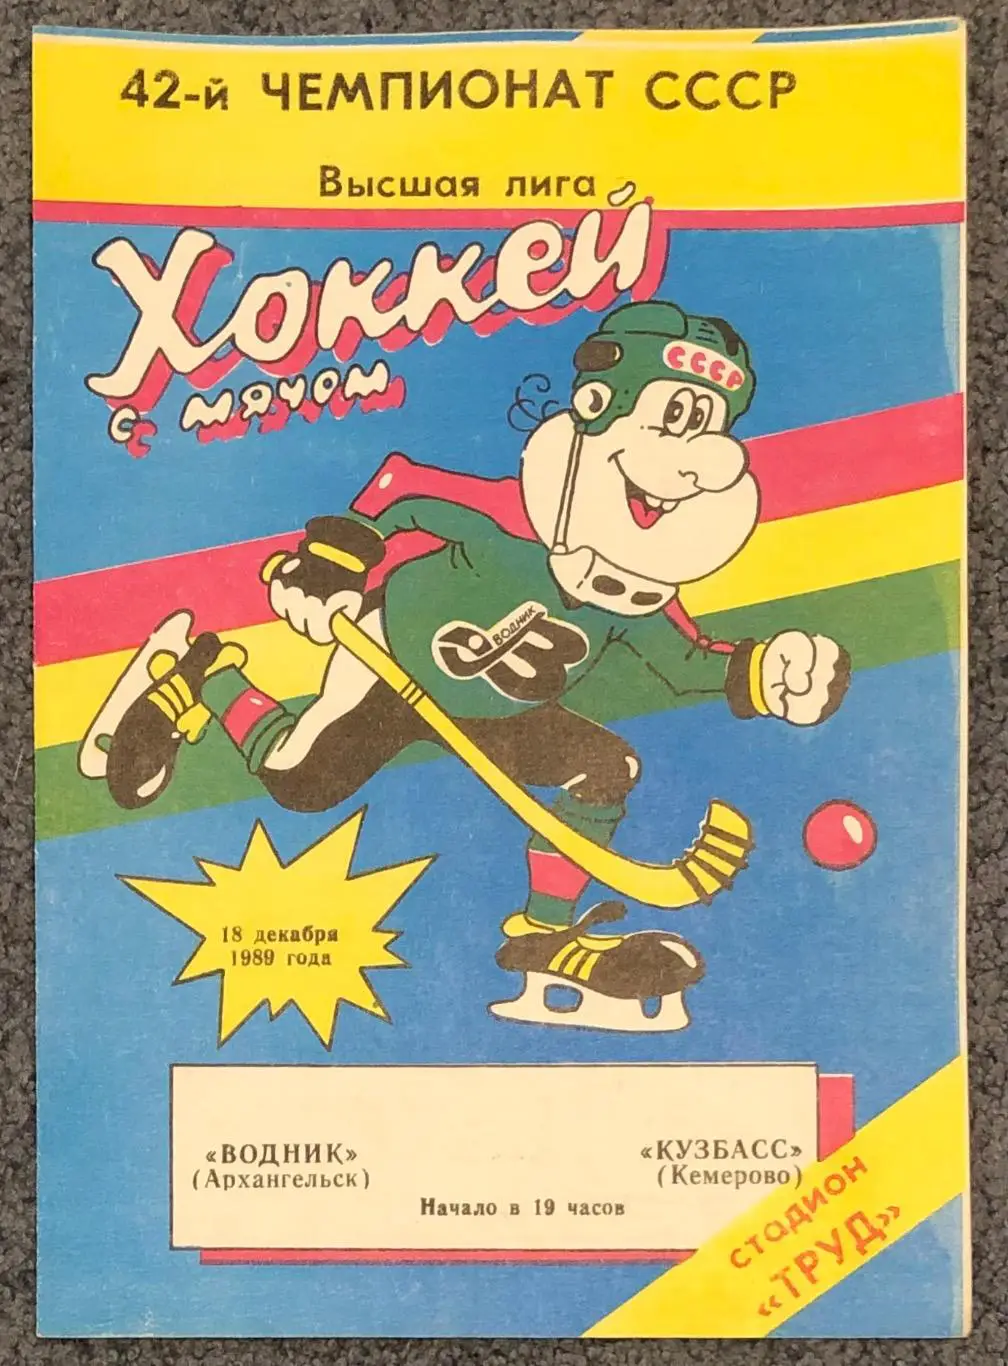 42-й ЧЕМПИОНАТ СССР
Высшая лига
Хоккей
с мячом
СССР
ВОДНИК
18 декабря
1989 года
«ВОДНИК»
(Архангельск)
«КУЗБАСС»
(Кемерово)
Начало в 19 часов
стадион
«ТРУД»